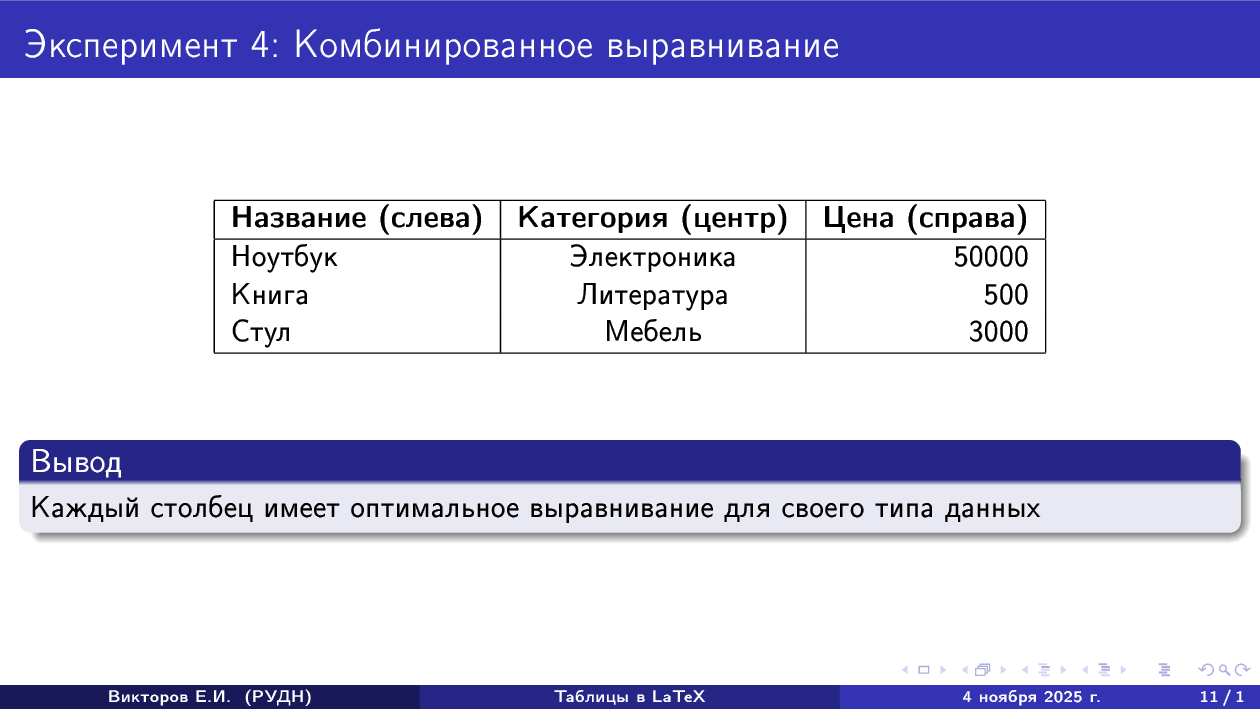 Эксперимент 4: Комбинированное выравнивание
Название (слева) Категория (центр) Цена (справа)
Ноутбук Электроника 50000
Книга Литература 500
Стул Мебель 3000
Вывод
Каждый столбец имеет оптимальное выравнивание для своего типа данных
Викторов Е.И. (РУДН) Таблицы в LaTeX 4 ноября 2025 г. 11 / 1